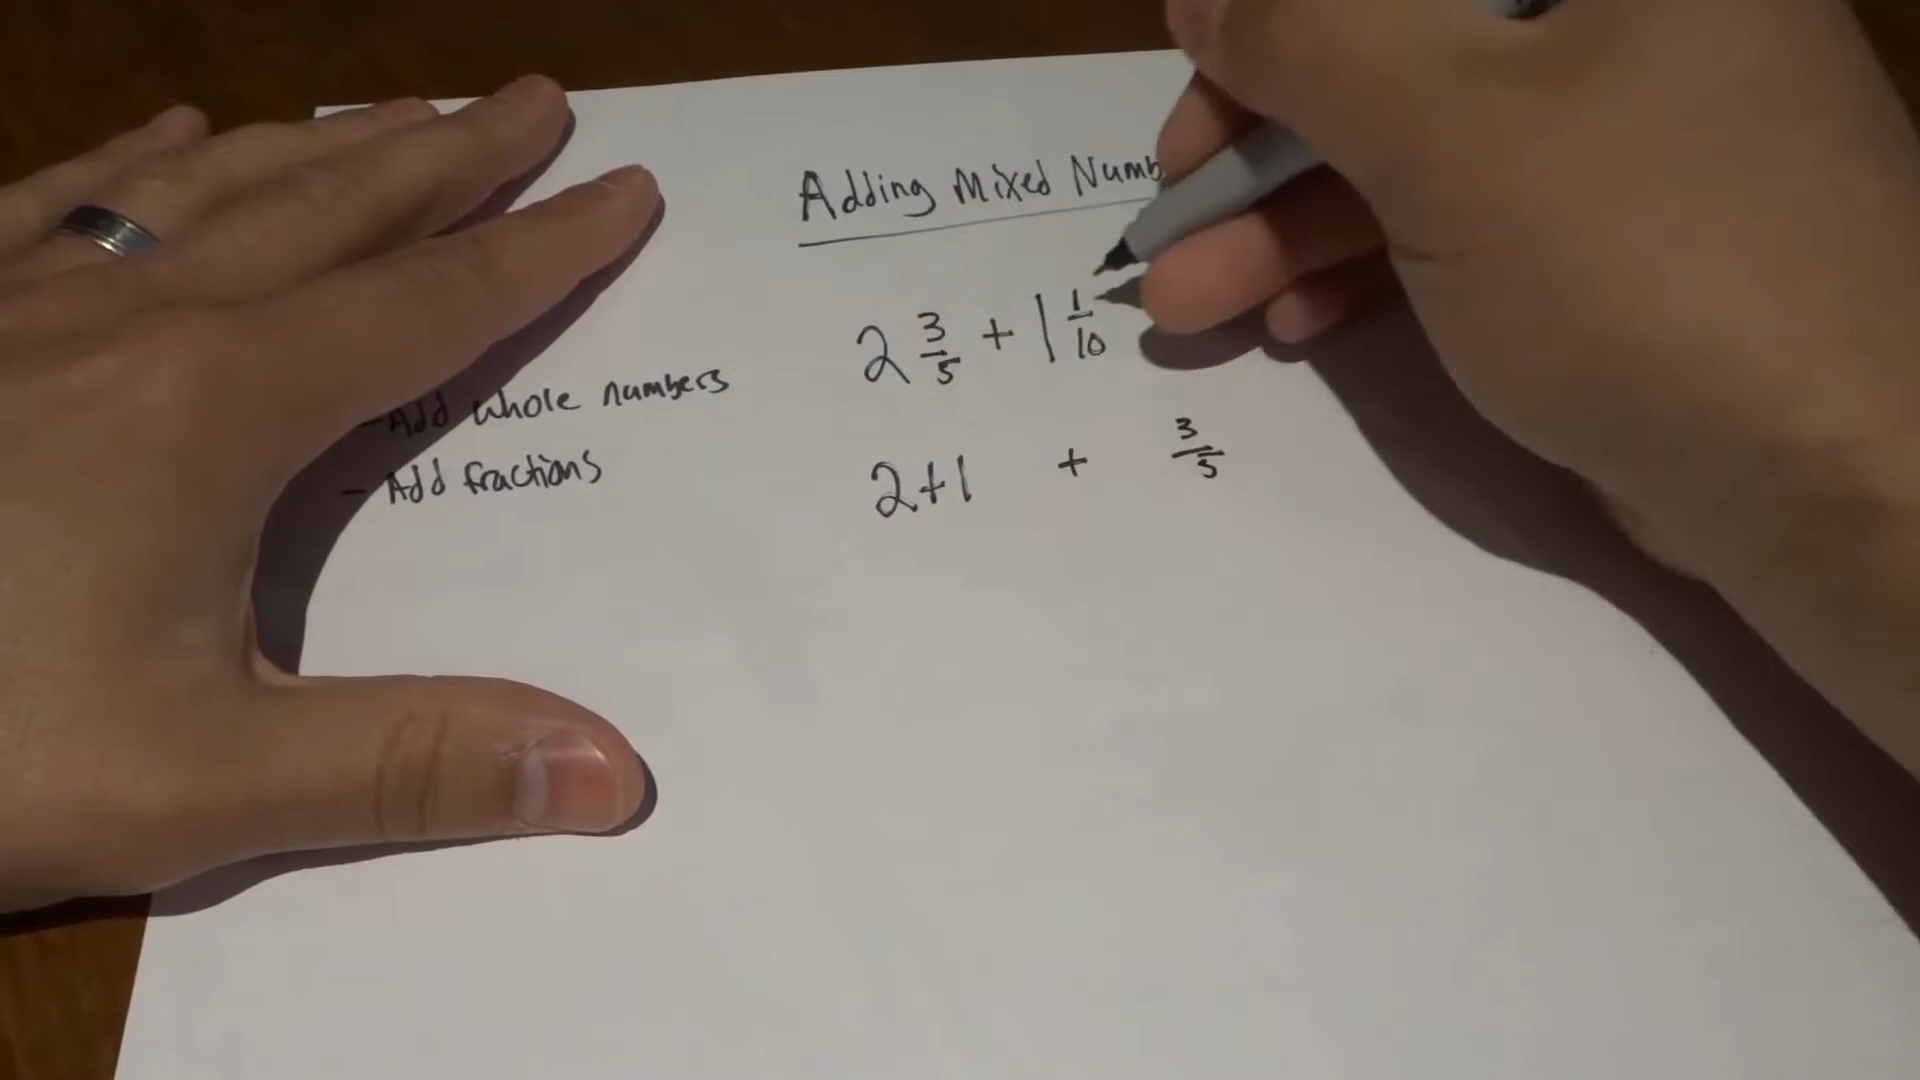 Adding Mixed Numb
2 3/5 + 1 1/10
- Add whole numbers
- Add fractions
2+1 + 3/5